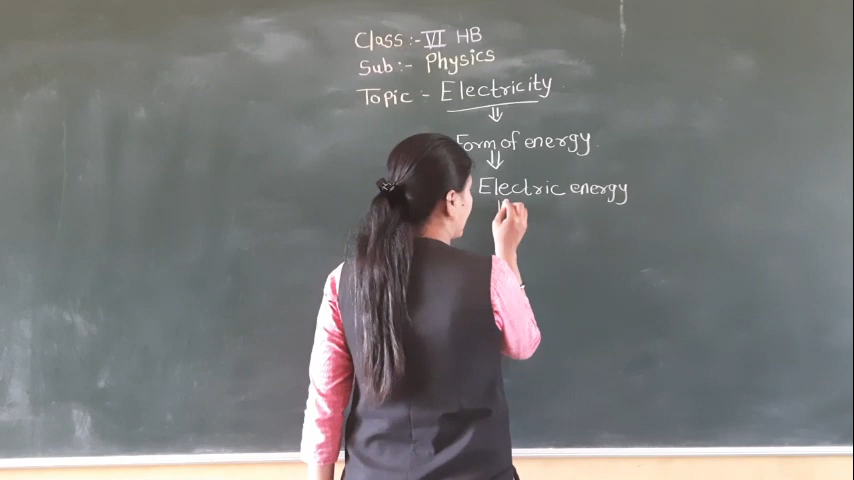 Class :- VI HB
Sub :- Physics
Topic - Electricity
⇓
Form of energy.
⇓
Electric energy